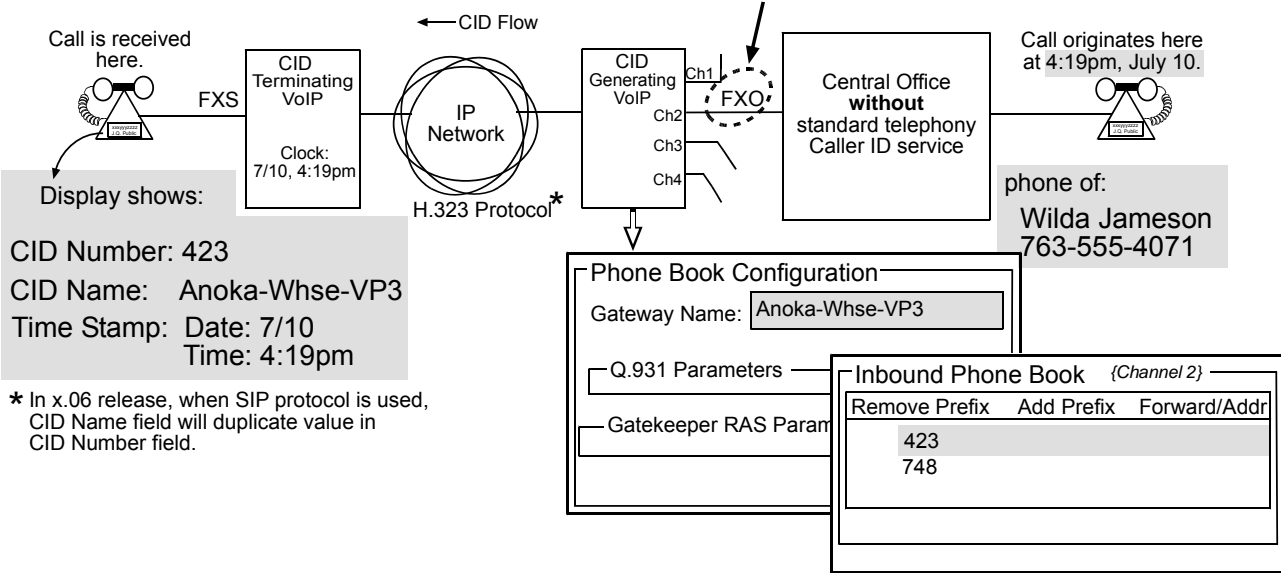 CID Flow
Call is received
here.
xxxyyyzzzz
J.Q. Public
FXS
CID
Terminating
VoIP
Clock:
7/10, 4:19pm
IP
Network
H.323 Protocol*
CID
Generating
VoIP
Ch1
Ch2
Ch3
Ch4
FXO
Central Office
without
standard telephony
Caller ID service
Call originates here
at 4:19pm, July 10.
xxxyyyzzzz
J.Q. Public
phone of:
Wilda Jameson
763-555-4071
Display shows:
CID Number: 423
CID Name: Anoka-Whse-VP3
Time Stamp: Date: 7/10
Time: 4:19pm
* In x.06 release, when SIP protocol is used,
CID Name field will duplicate value in
CID Number field.
Phone Book Configuration
Gateway Name: Anoka-Whse-VP3
Q.931 Parameters
Gatekeeper RAS Param
Inbound Phone Book {Channel 2}
Remove Prefix Add Prefix Forward/Addr
423
748